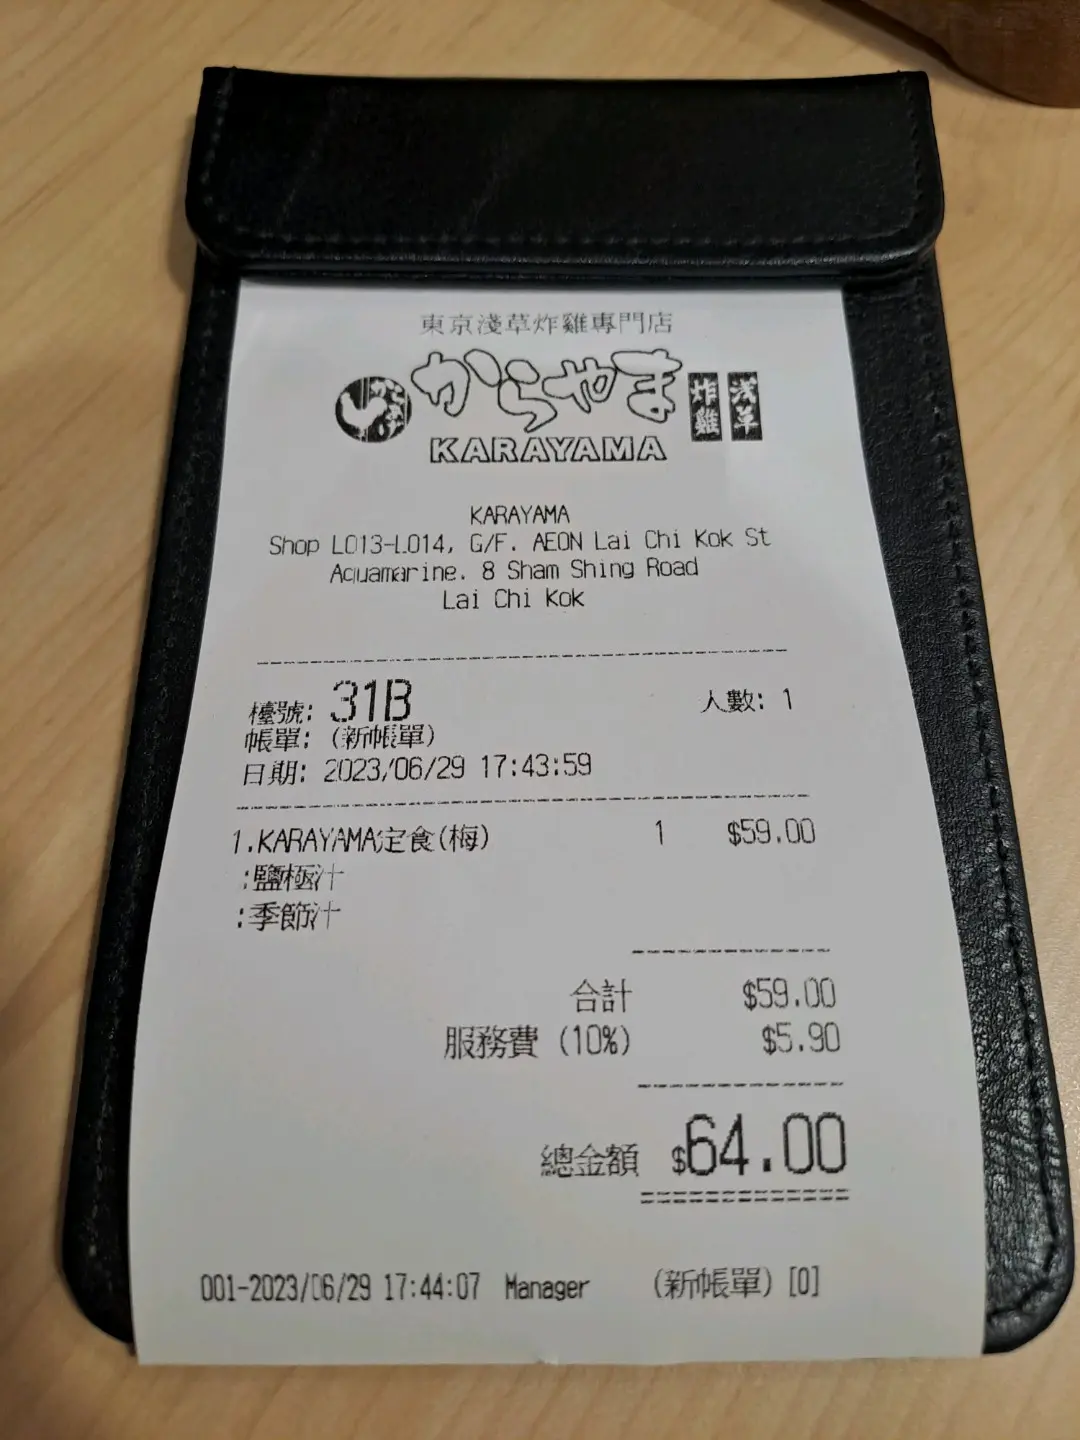 東京淺草炸雞專門店
からあげ からやま 炸雞 浅草
KARAYAMA
KARAYAMA
Shop L013-L014, G/F. AEON Lai Chi Kok St
Aquamarine. 8 Sham Shing Road
Lai Chi Kok
檯號: 31B 人數: 1
帳單: (新帳單)
日期: 2023/06/29 17:43:59
1.KARAYAMA定食(梅) 1 $59.00
:鹽極汁
:季節汁
合計 $59.00
服務費 (10%) $5.90
總金額 $64.00
001-2023/06/29 17:44:07 Manager (新帳單) [0]